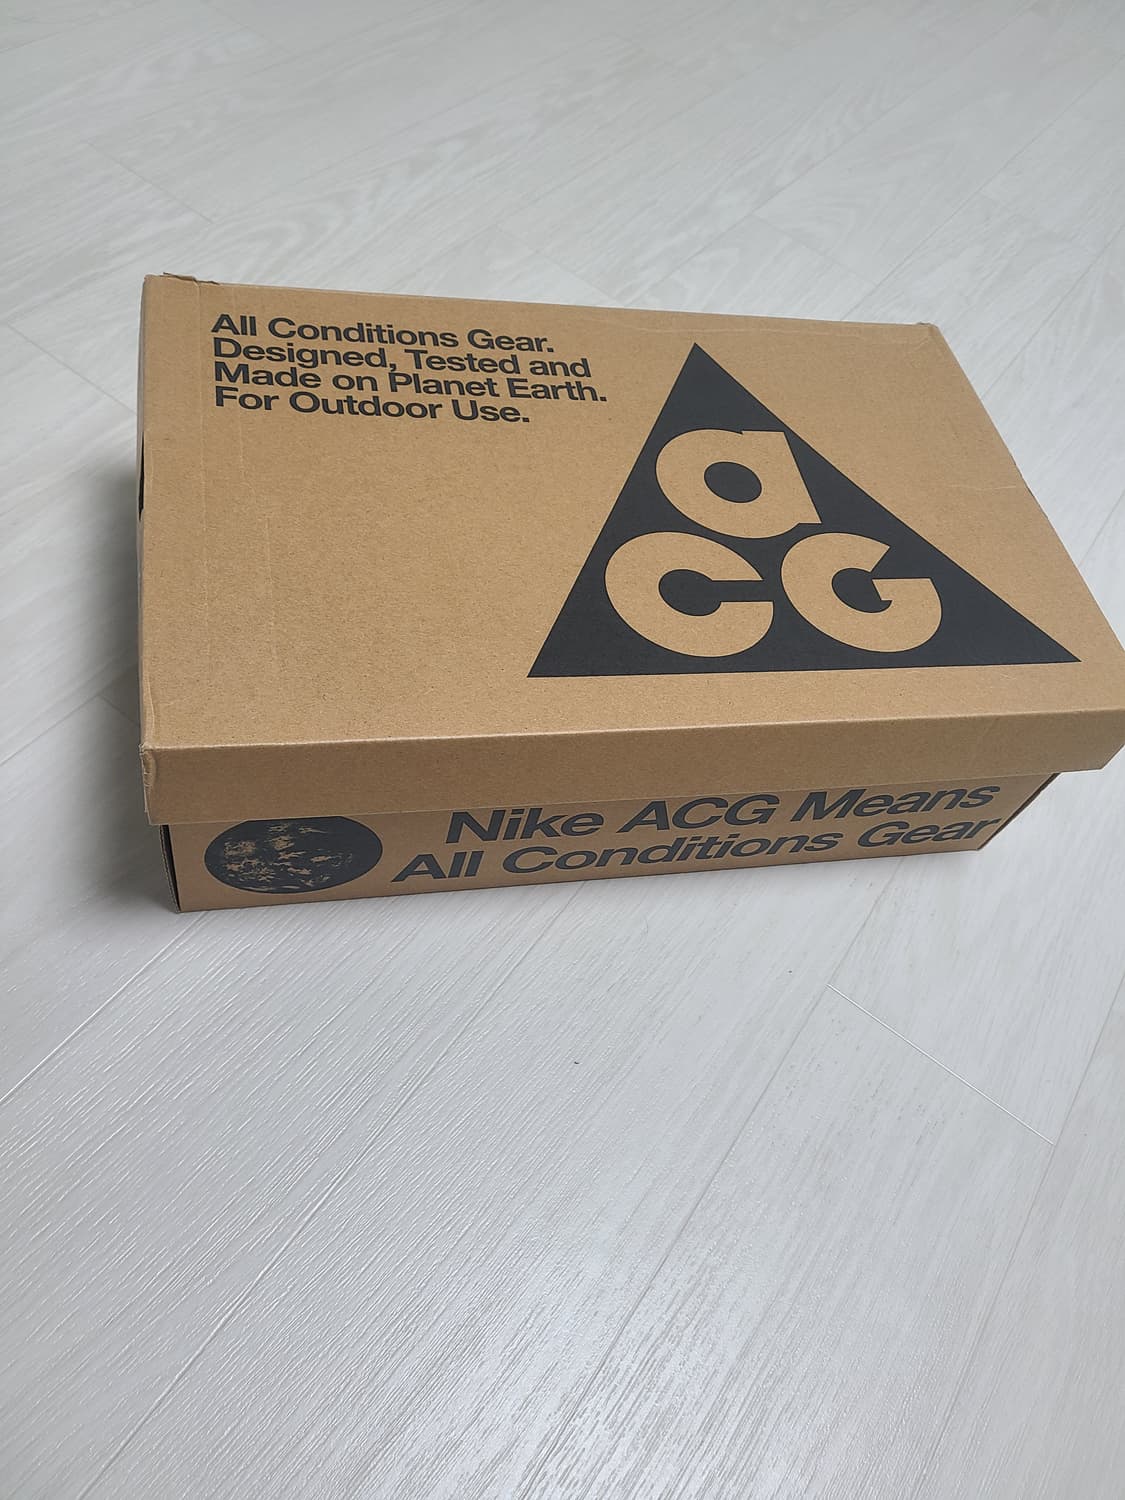 All Conditions Gear.
Designed, Tested and
Made on Planet Earth.
For Outdoor Use.
aCG
Nike ACG Means
All Conditions Gear